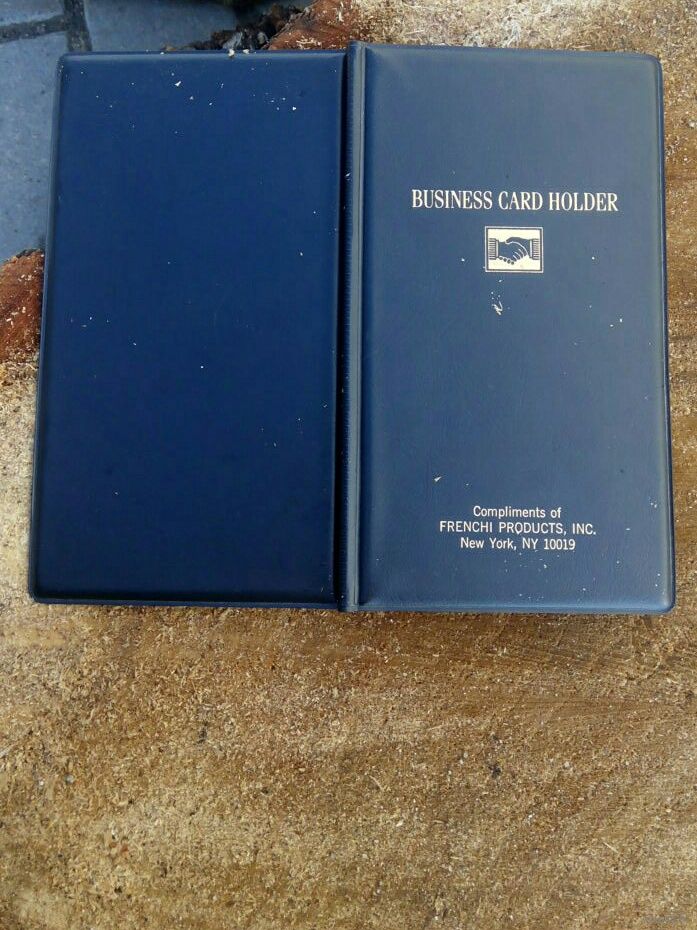 BUSINESS CARD HOLDER
Compliments of
FRENCHI PRODUCTS, INC.
New York, NY 10019